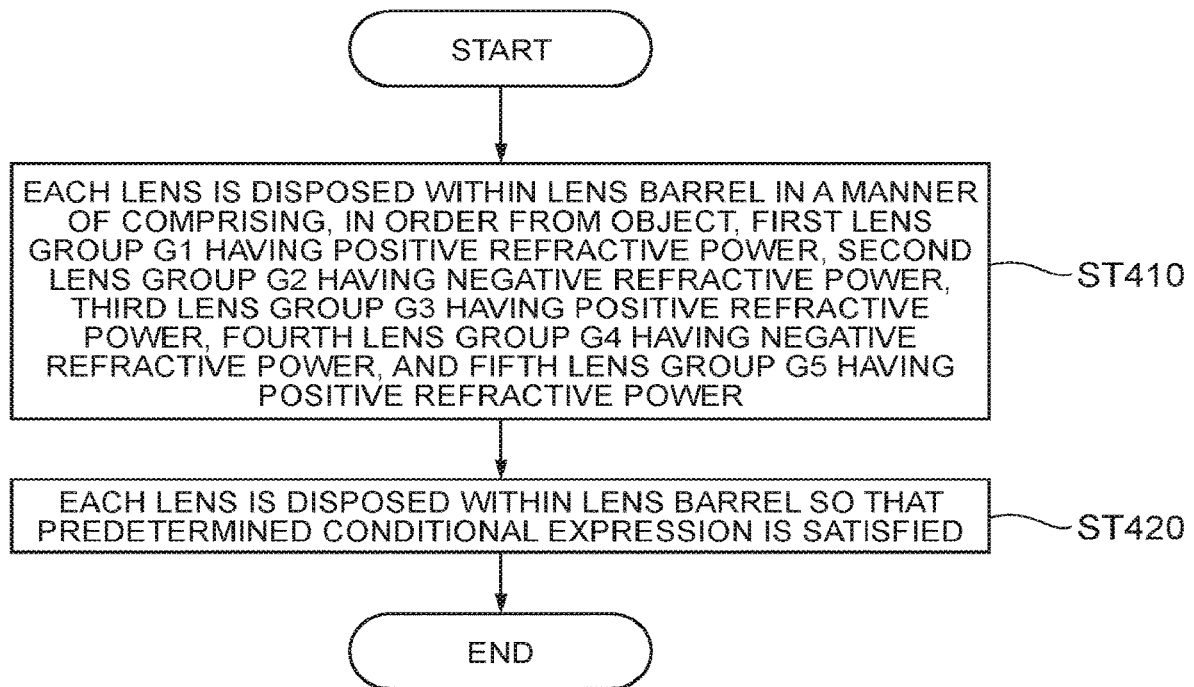 START
EACH LENS IS DISPOSED WITHIN LENS BARREL IN A MANNER
OF COMPRISING, IN ORDER FROM OBJECT, FIRST LENS
GROUP G1 HAVING POSITIVE REFRACTIVE POWER, SECOND
LENS GROUP G2 HAVING NEGATIVE REFRACTIVE POWER,
THIRD LENS GROUP G3 HAVING POSITIVE REFRACTIVE
POWER, FOURTH LENS GROUP G4 HAVING NEGATIVE
REFRACTIVE POWER, AND FIFTH LENS GROUP G5 HAVING
POSITIVE REFRACTIVE POWER
ST410
EACH LENS IS DISPOSED WITHIN LENS BARREL SO THAT
PREDETERMINED CONDITIONAL EXPRESSION IS SATISFIED
ST420
END